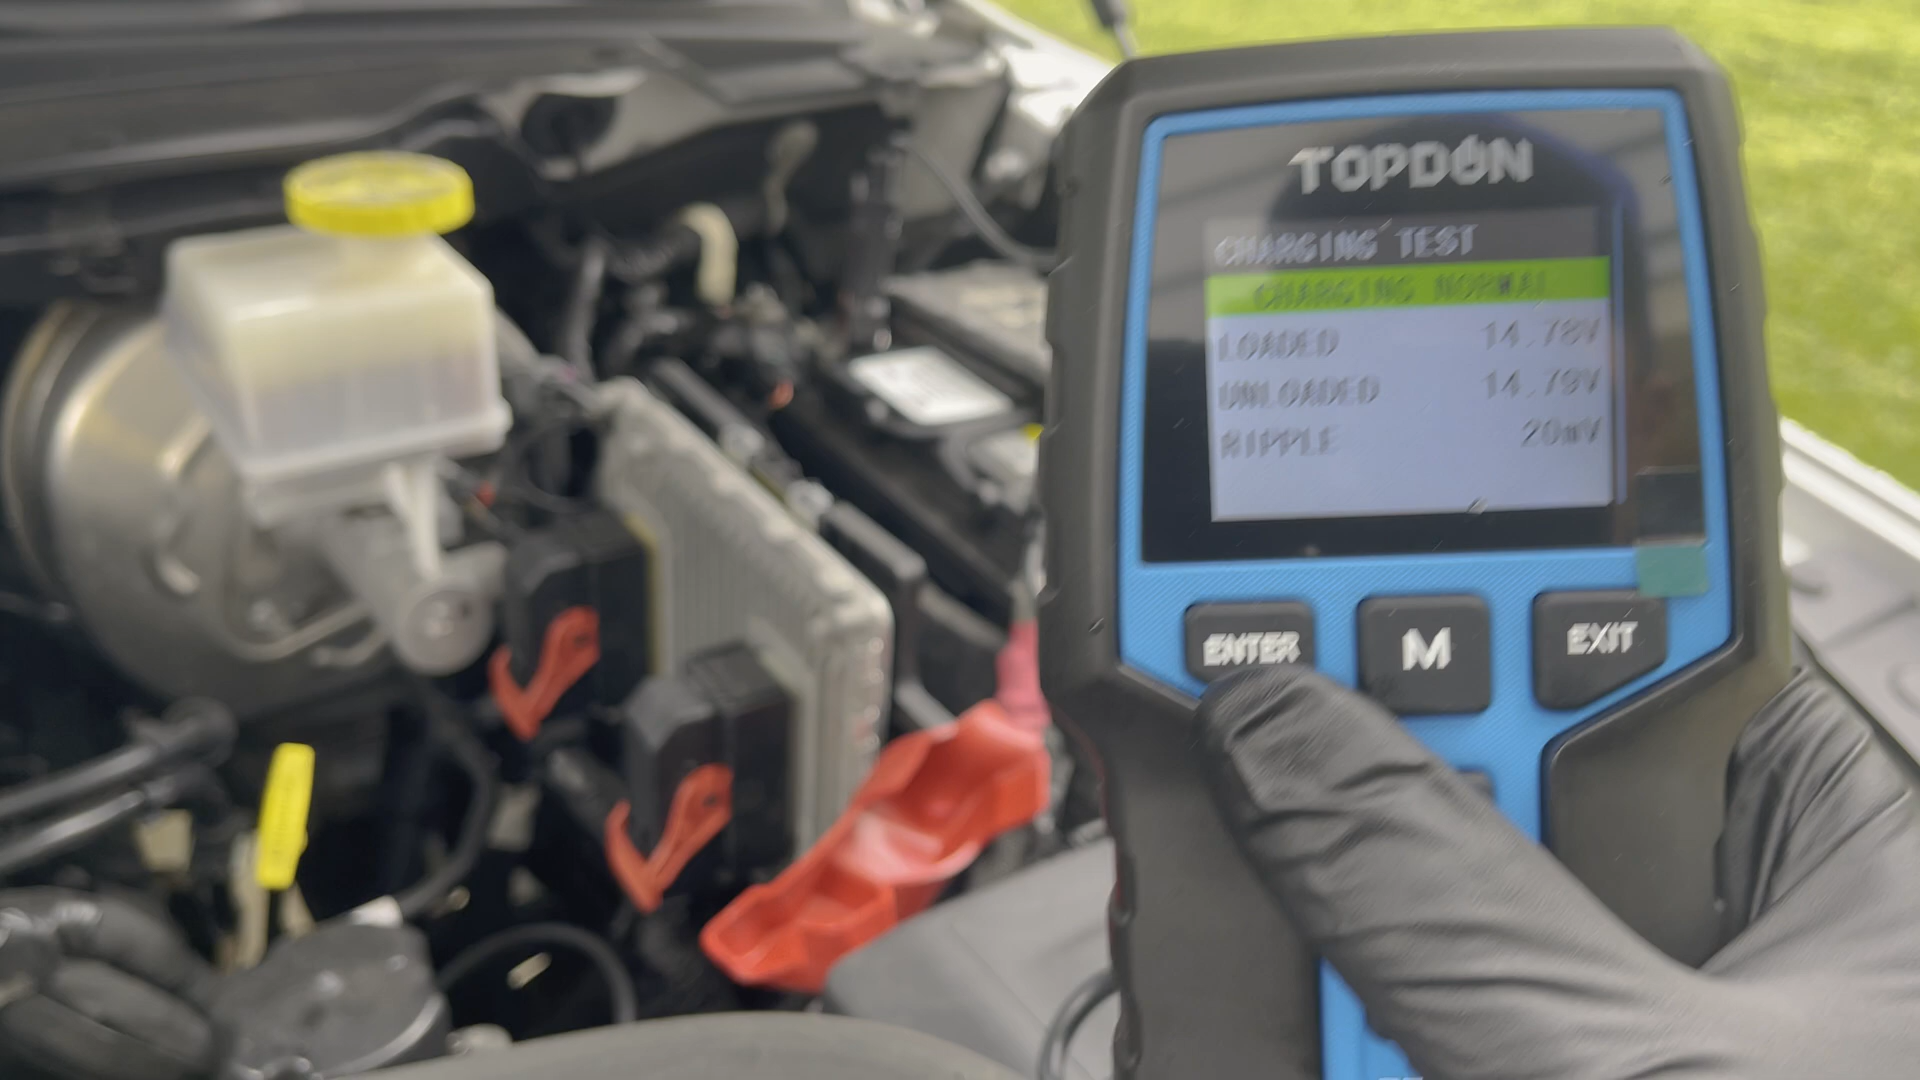 TOPDON
CHARGING TEST
CHARGING NORMAL
LOADED 14.78V
UNLOADED 14.79V
RIPPLE 20mV
ENTER M EXIT